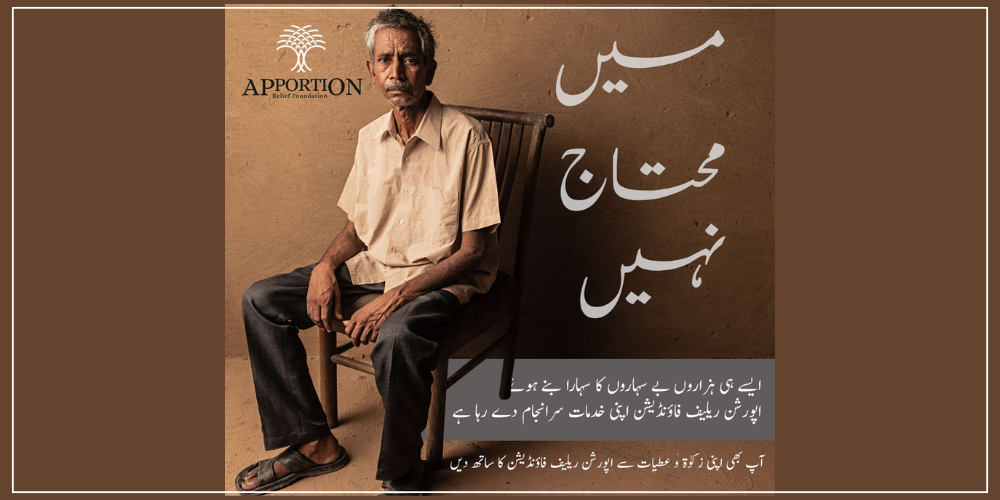 APPORTION
Relief Foundation
میں
محتاج
نہیں
ایسے ہی ہزاروں بے سہاروں کا سہارا بنے ہوئے
اپورشن ریلیف فاؤنڈیشن اپنی خدمات سرانجام دے رہا ہے
آپ بھی اپنی زکوٰۃ و عطیات سے اپورشن ریلیف فاؤنڈیشن کا ساتھ دیں